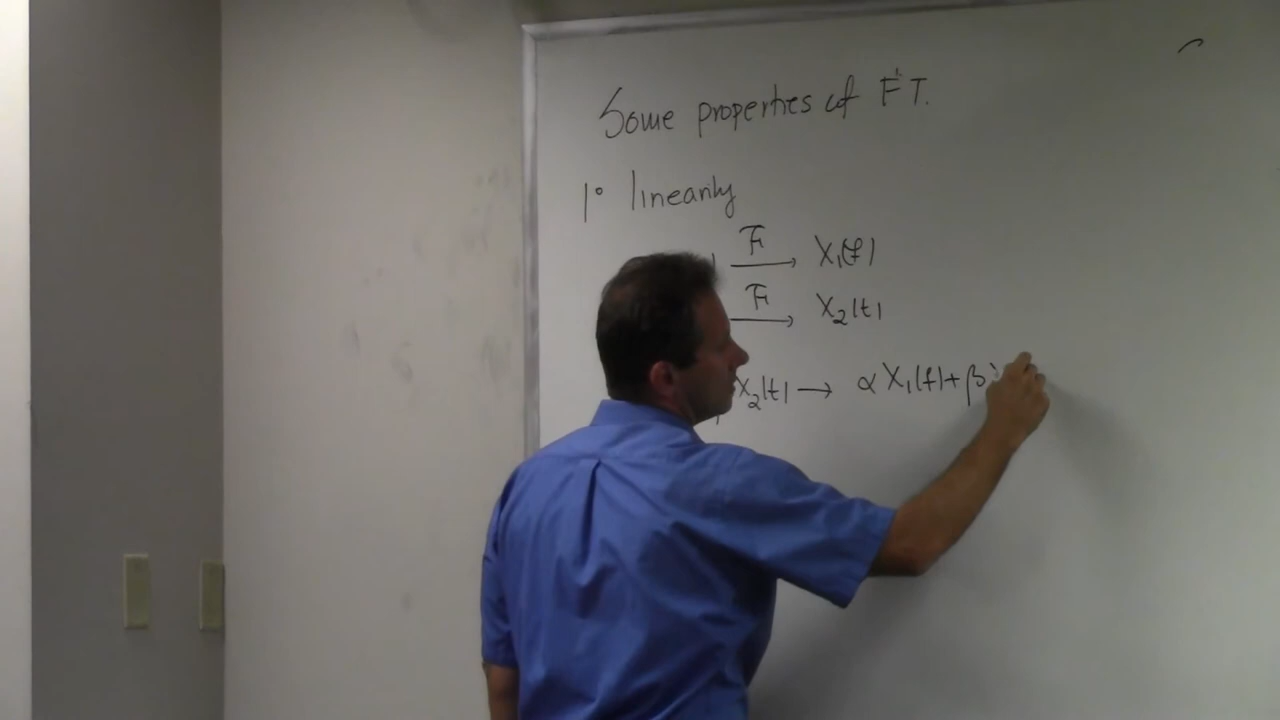 Some properties of FT.
1° linearity
F → X₁(f)
F → X₂(t)
X₂(t) → α X₁(f) + β